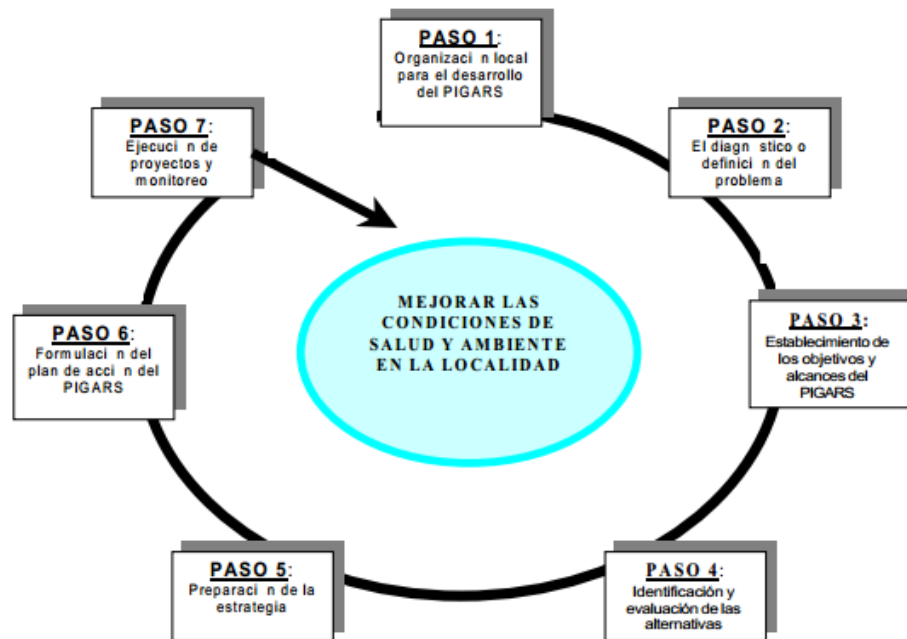 PASO 1:
Organizaci n local
para el desarrollo
del PIGARS
PASO 2:
El diagn stico o
definici n del
problema
PASO 3:
Establecimiento de
los objetivos y
alcances del
PIGARS
PASO 4:
Identificación y
evaluación de las
alternativas
PASO 5:
Preparaci n de la
estrategia
PASO 6:
Formulaci n del
plan de acci n del
PIGARS
PASO 7:
Ejecuci n de
proyectos y
monitoreo
MEJORAR LAS
CONDICIONES DE
SALUD Y AMBIENTE
EN LA LOCALIDAD